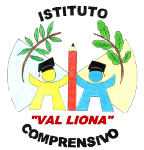 ISTITUTO
"VAL LIONA"
COMPRENSIVO